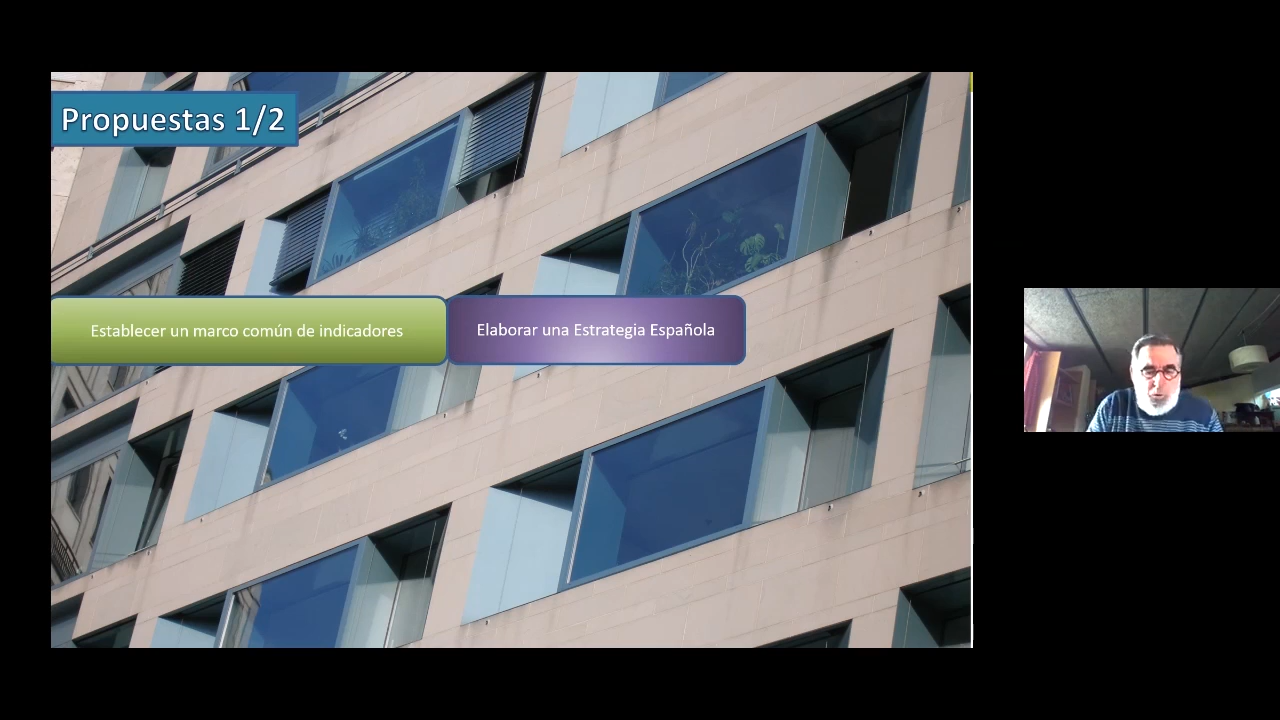 Propuestas 1/2
Establecer un marco común de indicadores
Elaborar una Estrategia Española